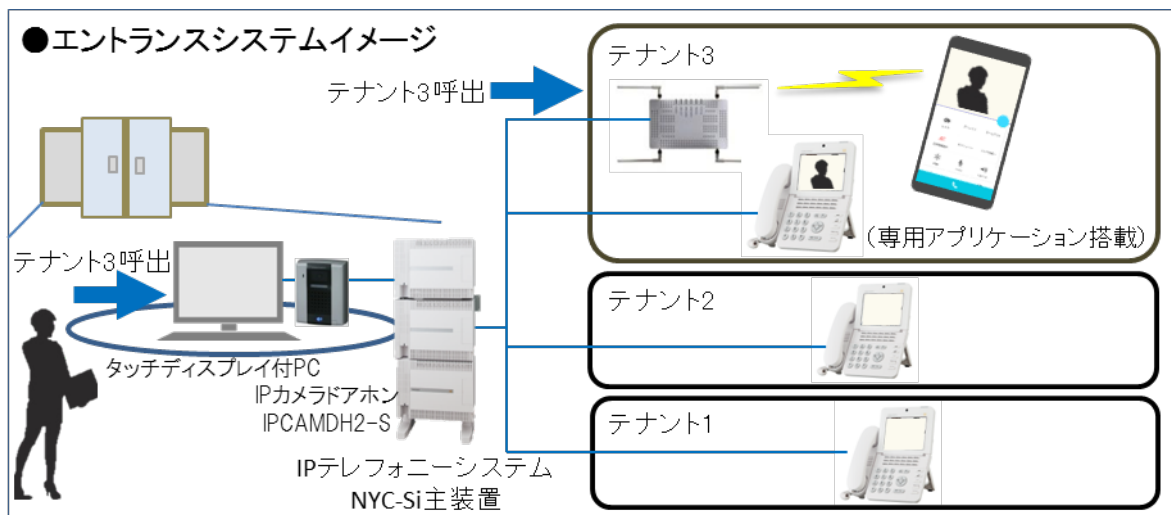 ●エントランスシステムイメージ
テナント3呼出
テナント3
(専用アプリケーション搭載)
テナント3呼出
タッチディスプレイ付PC
IPカメラドアホン
IPCAMDH2-S
IPテレフォニーシステム
NYC-Si主装置
テナント2
テナント1